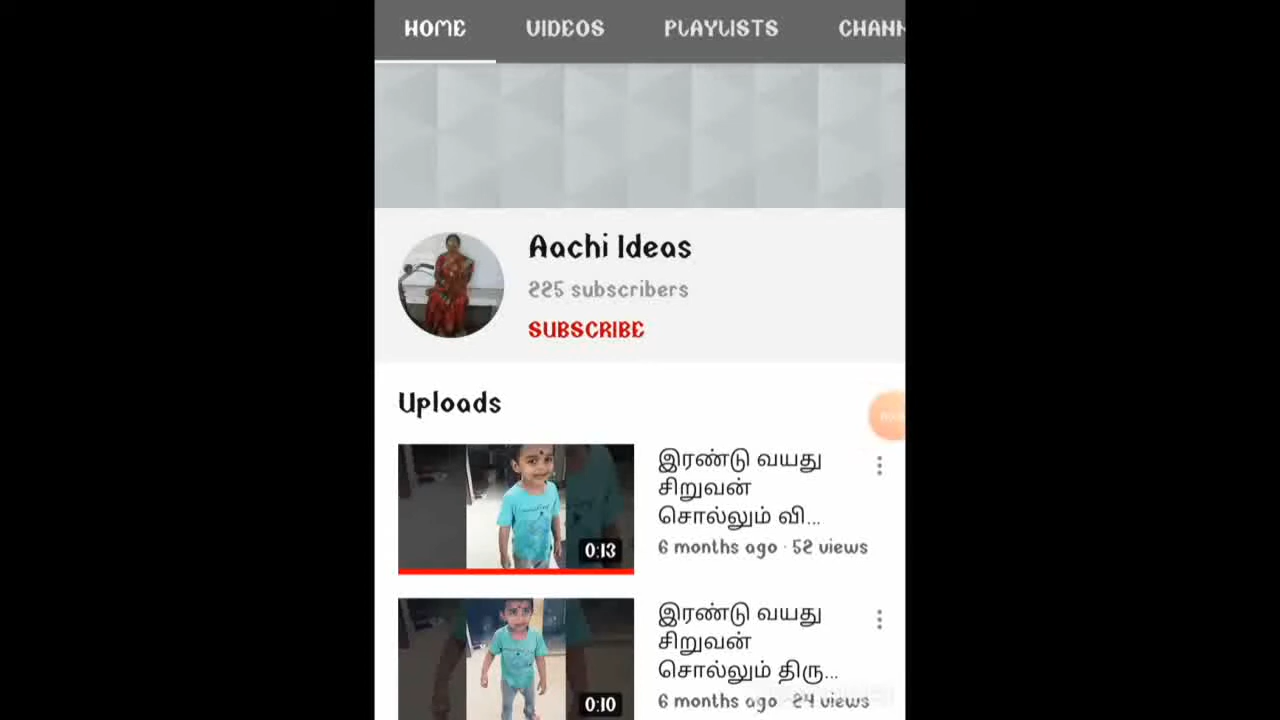 HOME VIDEOS PLAYLISTS CHANN
Aachi Ideas
225 subscribers
SUBSCRIBE
Uploads
இரண்டு வயது
சிறுவன்
சொல்லும் வி...
6 months ago · 52 views
0:13
இரண்டு வயது
சிறுவன்
சொல்லும் திரு...
6 months ago · 24 views
0:10